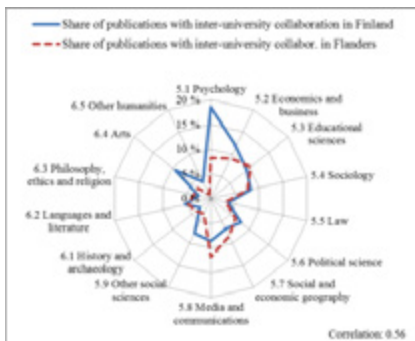 Share of publications with inter-university collaboration in Finland
Share of publications with inter-university collabor. in Flanders
5.1 Psychology
20 %
15 %
10 %
5.2 Economics and
business
5.3 Educational
sciences
5.4 Sociology
5.5 Law
5.6 Political science
5.7 Social and
economic geography
5.8 Media and
communications
5.9 Other social
sciences
6.1 History and
archaeology
6.2 Languages and
literature
6.3 Philosophy,
ethics and religion
6.4 Arts
6.5 Other humanities
Correlation: 0.56